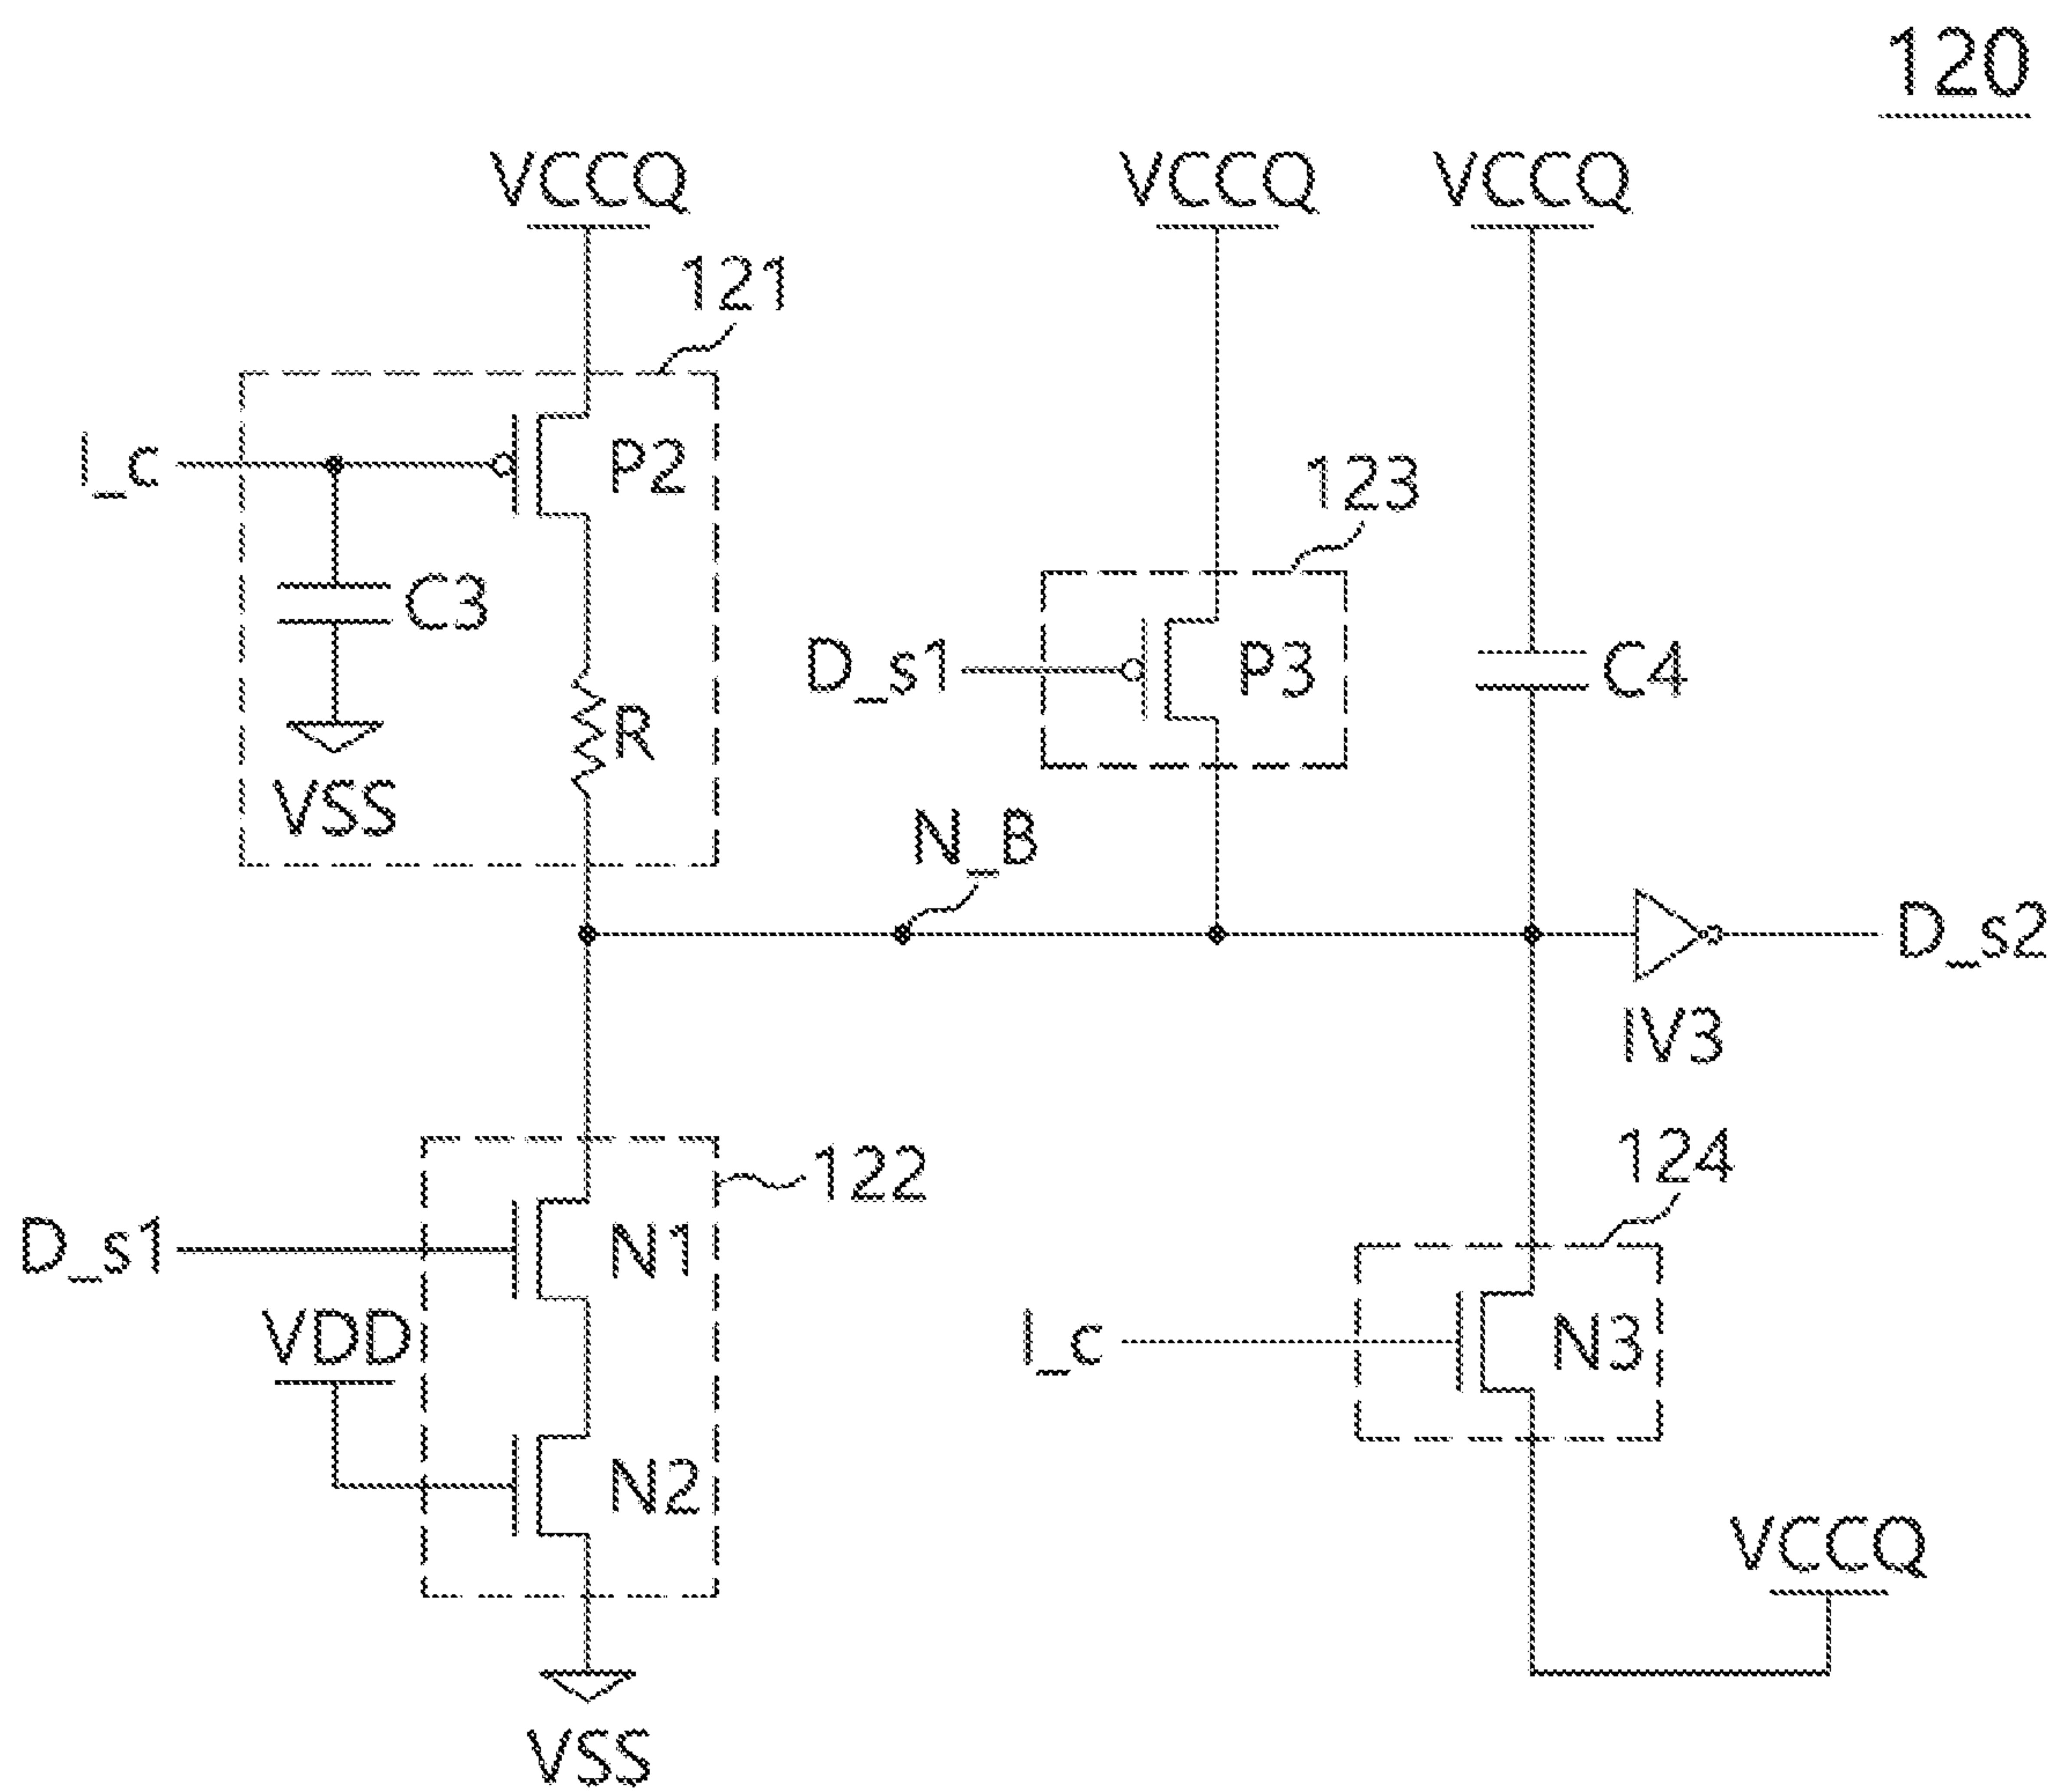 120
VCCQ VCCQ VCCQ
121
I_c P2
123
C3
D_s1 P3 C4
R
VSS
N_B
D_s2
IV3
124
122
D_s1 N1
VDD I_c N3
N2
VCCQ
VSS